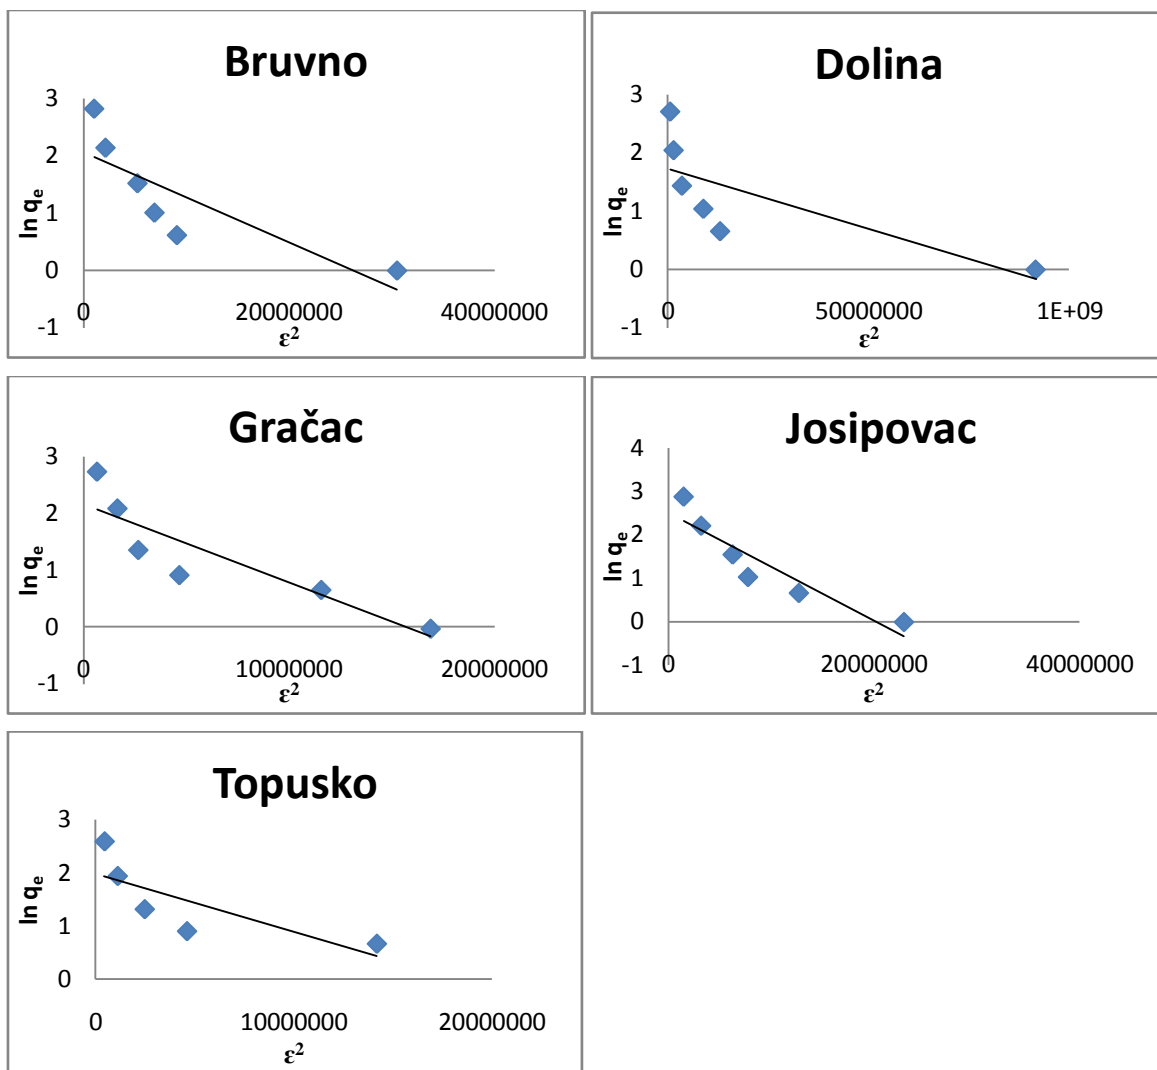 Bruvno
3
2
1
0
-1
ln qₑ
0
20000000
40000000
ε²
Dolina
3
2
1
0
-1
ln qₑ
0
500000000
1E+09
ε²
Gračac
3
2
1
0
-1
ln qₑ
0
10000000
20000000
ε²
Josipovac
4
3
2
1
0
-1
ln qₑ
0
20000000
40000000
ε²
Topusko
3
2
1
0
ln qₑ
0
10000000
20000000
ε²